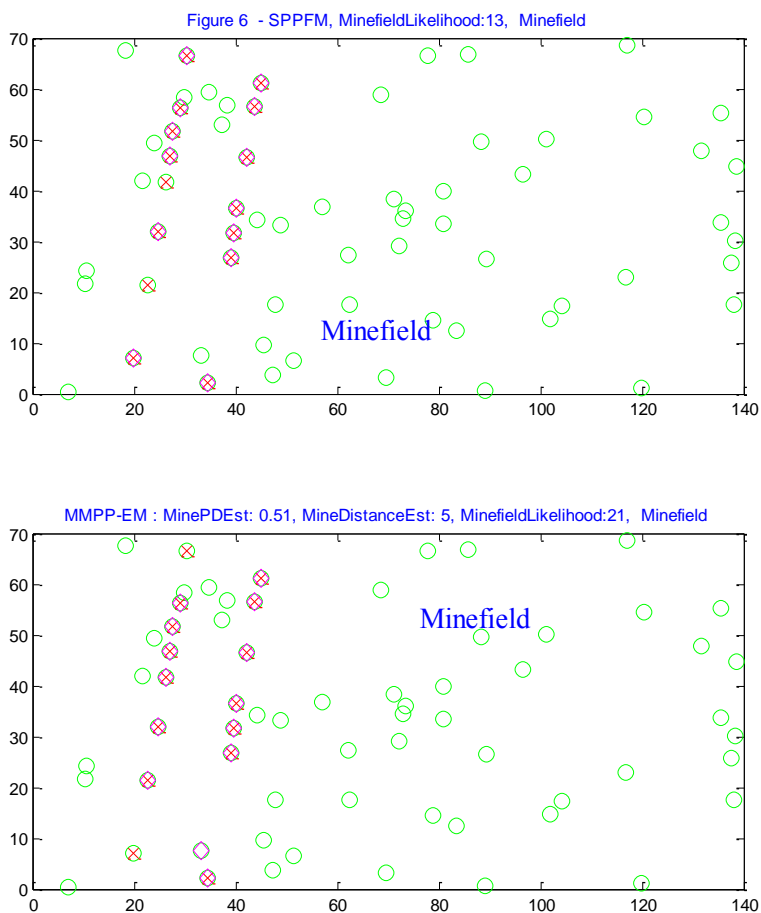 Figure 6 - SPPFM, MinefieldLikelihood:13, Minefield
70
60
50
40
30
20
10
0
Minefield
0 20 40 60 80 100 120 140
MMPP-EM : MinePDEst: 0.51, MineDistanceEst: 5, MinefieldLikelihood:21, Minefield
70
60
50
40
30
20
10
0
Minefield
0 20 40 60 80 100 120 140